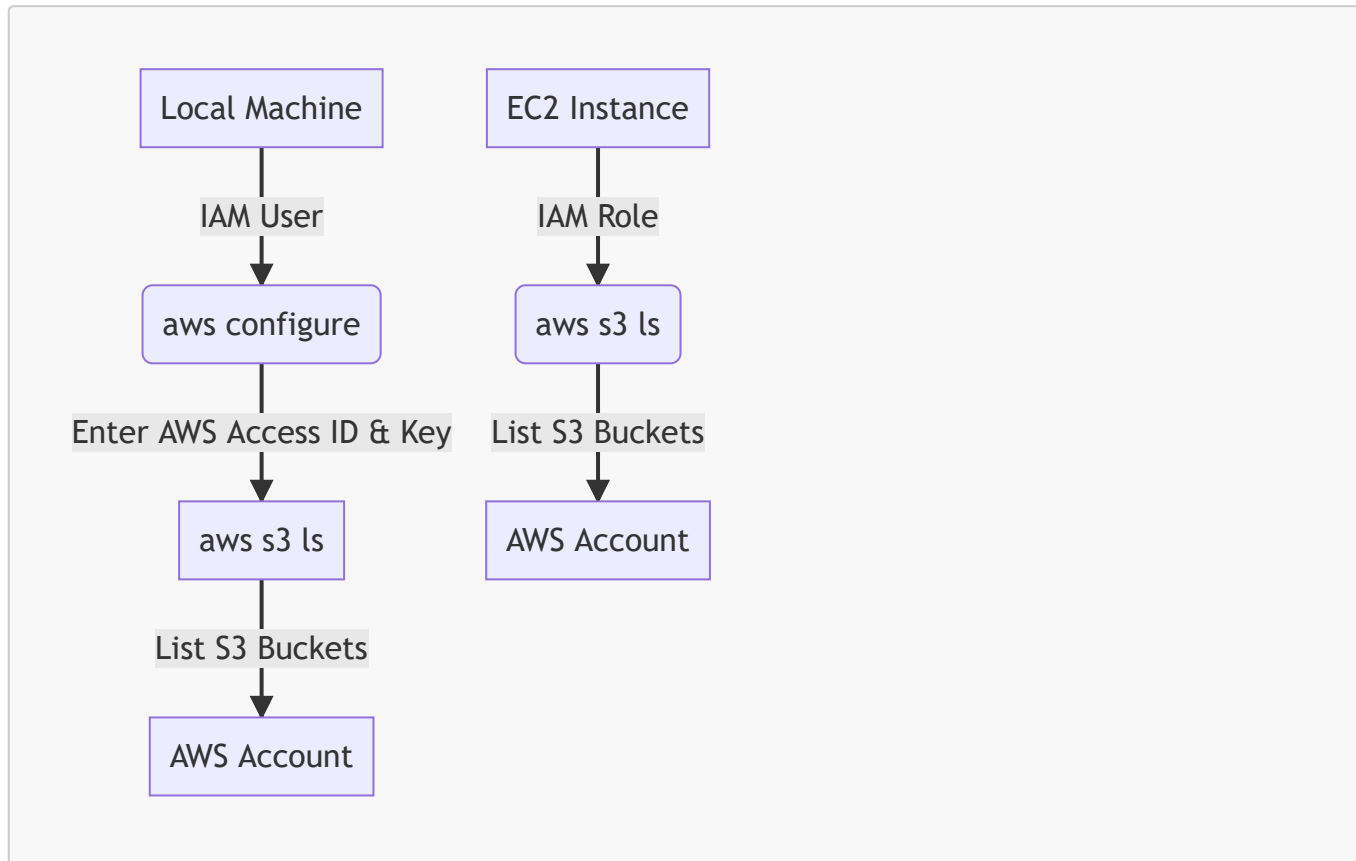 Local Machine
IAM User
aws configure
Enter AWS Access ID & Key
aws s3 ls
List S3 Buckets
AWS Account
EC2 Instance
IAM Role
aws s3 ls
List S3 Buckets
AWS Account